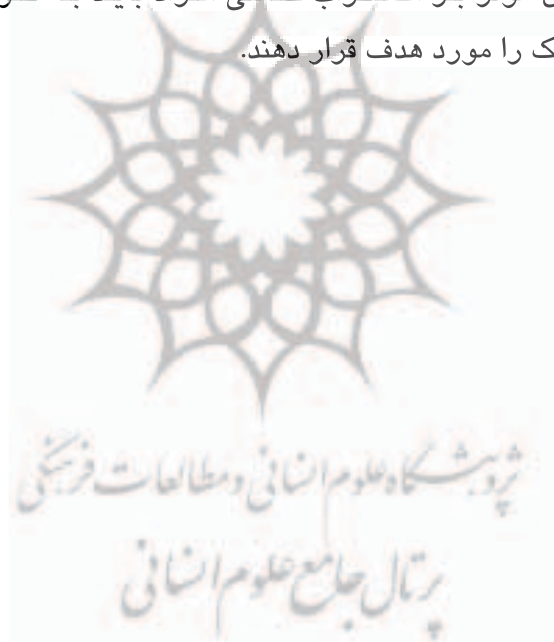 ک را مورد هدف قرار دهند.
پژوهشگاه علوم انسانی و مطالعات فرهنگی
پرتال جامع علوم انسانی